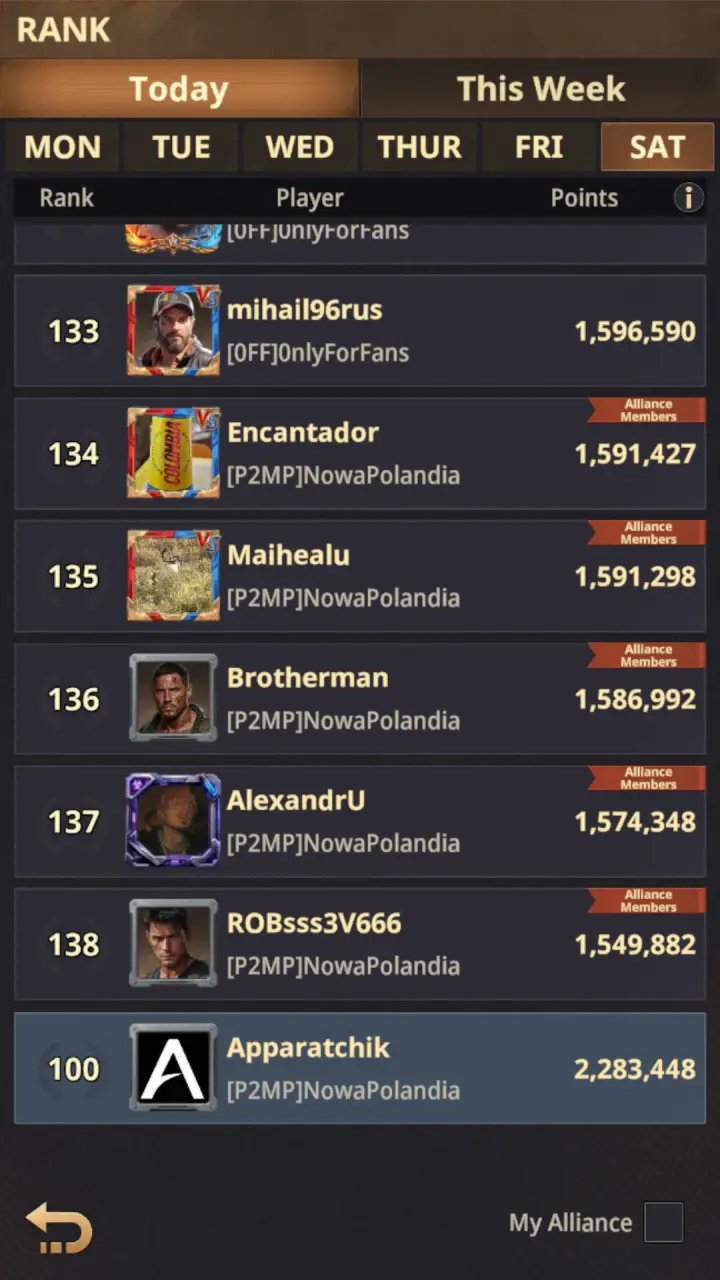 RANK
Today
This Week
MON TUE WED THUR FRI SAT
Rank Player Points i
[0FF]0nlyForFans
133
mihail96rus
[0FF]0nlyForFans
1,596,590
134
COLOMBIA
Encantador
[P2MP]NowaPolandia
Alliance
Members
1,591,427
135
Maihealu
[P2MP]NowaPolandia
Alliance
Members
1,591,298
136
Brotherman
[P2MP]NowaPolandia
Alliance
Members
1,586,992
137
AlexandrU
[P2MP]NowaPolandia
Alliance
Members
1,574,348
138
ROBsss3V666
[P2MP]NowaPolandia
Alliance
Members
1,549,882
100
A
Apparatchik
[P2MP]NowaPolandia
2,283,448
My Alliance